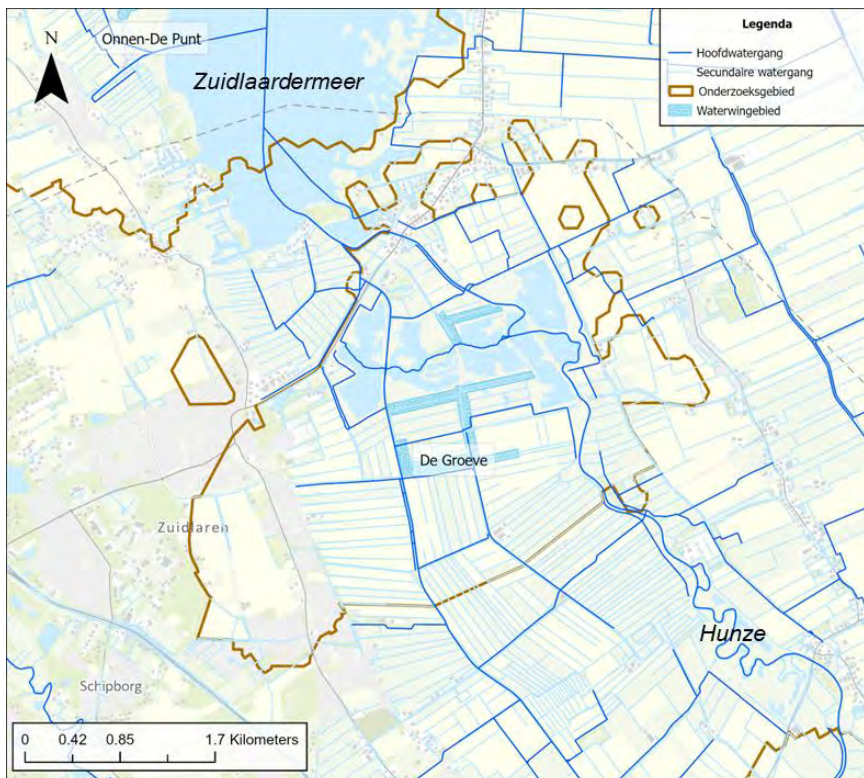 N
Onnen-De Punt
Zuidlaardermeer
Legenda
Hoofdwatergang
Secundaire watergang
Onderzoeksgebied
Waterwingebied
De Groeve
Zuidlaren
Hunze
Schipborg
0 0.42 0.85 1.7 Kilometers